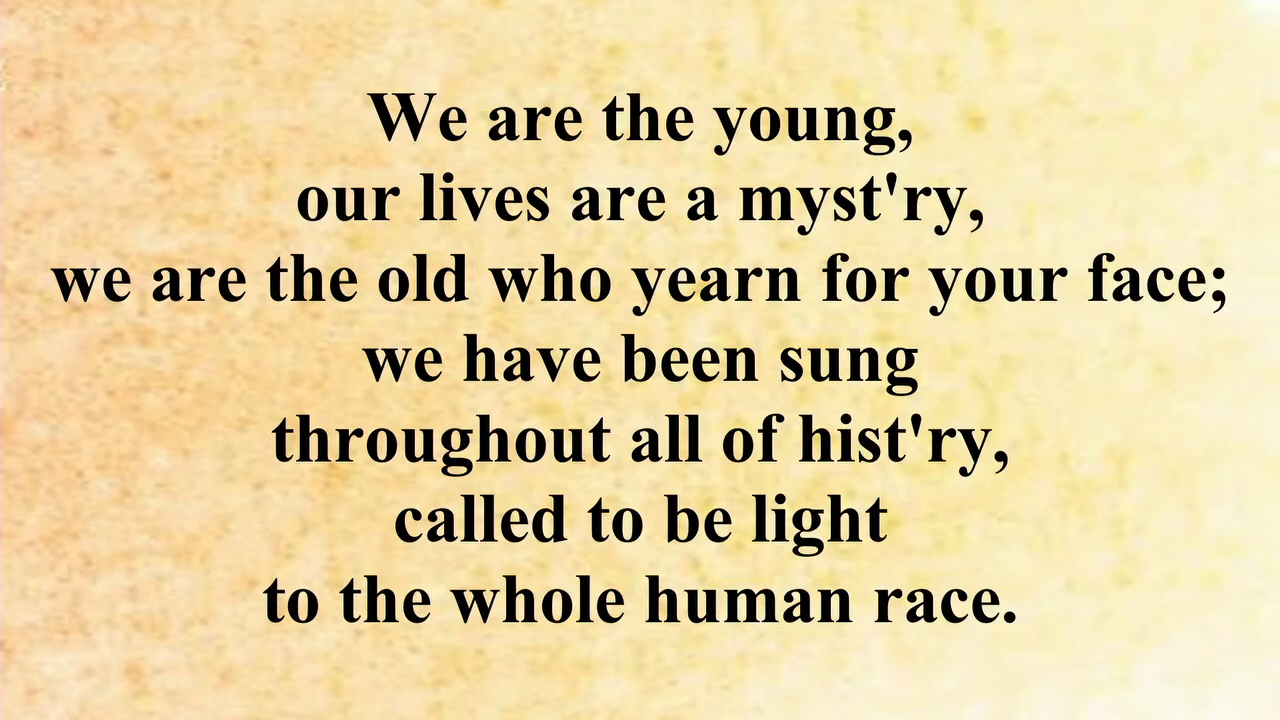 We are the young,
our lives are a myst'ry,
we are the old who yearn for your face;
we have been sung
throughout all of hist'ry,
called to be light
to the whole human race.